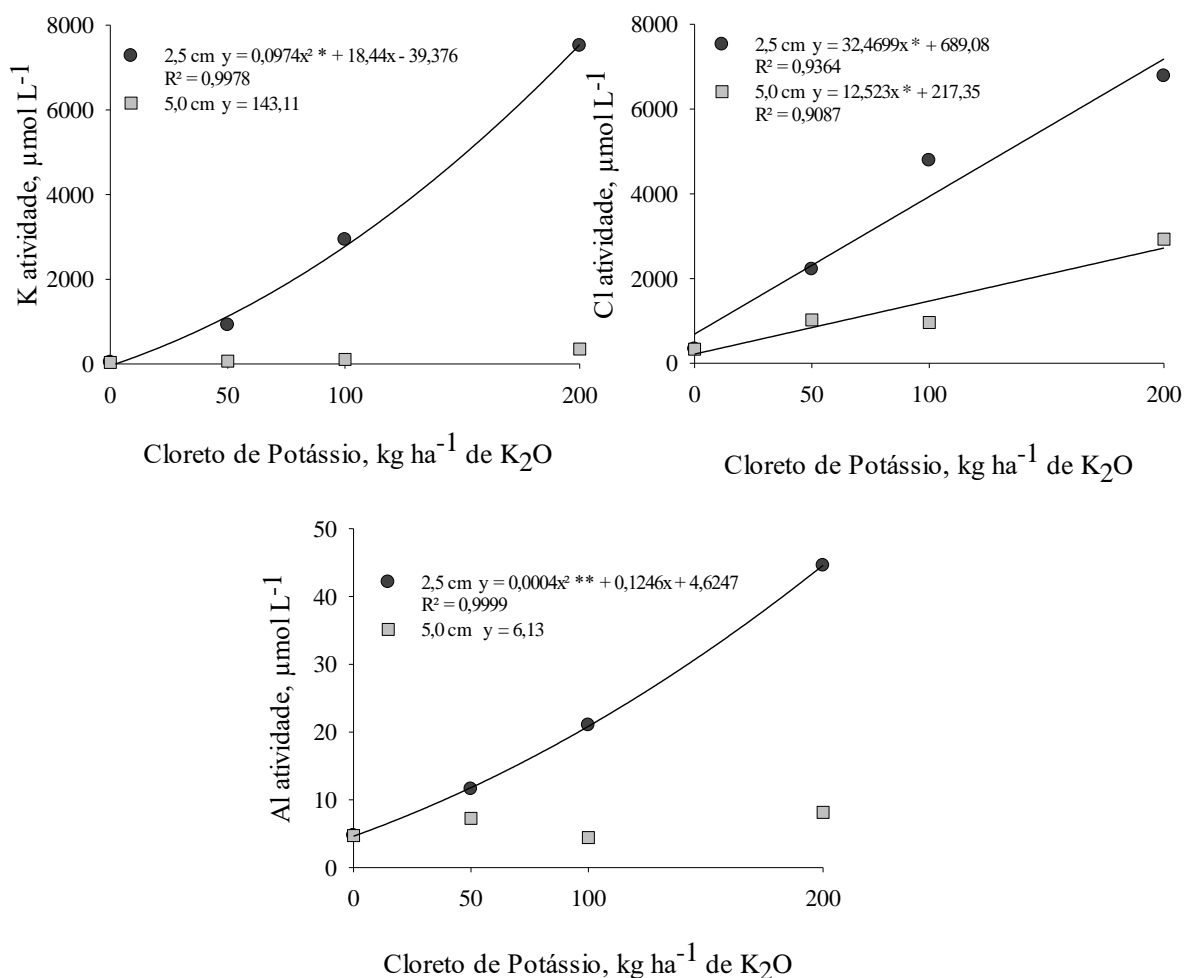 K atividade, µmol L⁻¹
8000
6000
4000
2000
0
2,5 cm y = 0,0974x² * + 18,44x - 39,376
R² = 0,9978
5,0 cm y = 143,11
0 50 100 200
Cloreto de Potássio, kg ha⁻¹ de K₂O
Cl atividade, µmol L⁻¹
8000
6000
4000
2000
0
2,5 cm y = 32,4699x * + 689,08
R² = 0,9364
5,0 cm y = 12,523x * + 217,35
R² = 0,9087
0 50 100 200
Cloreto de Potássio, kg ha⁻¹ de K₂O
Al atividade, µmol L⁻¹
50
40
30
20
10
0
2,5 cm y = 0,0004x² ** + 0,1246x + 4,6247
R² = 0,9999
5,0 cm y = 6,13
0 50 100 200
Cloreto de Potássio, kg ha⁻¹ de K₂O